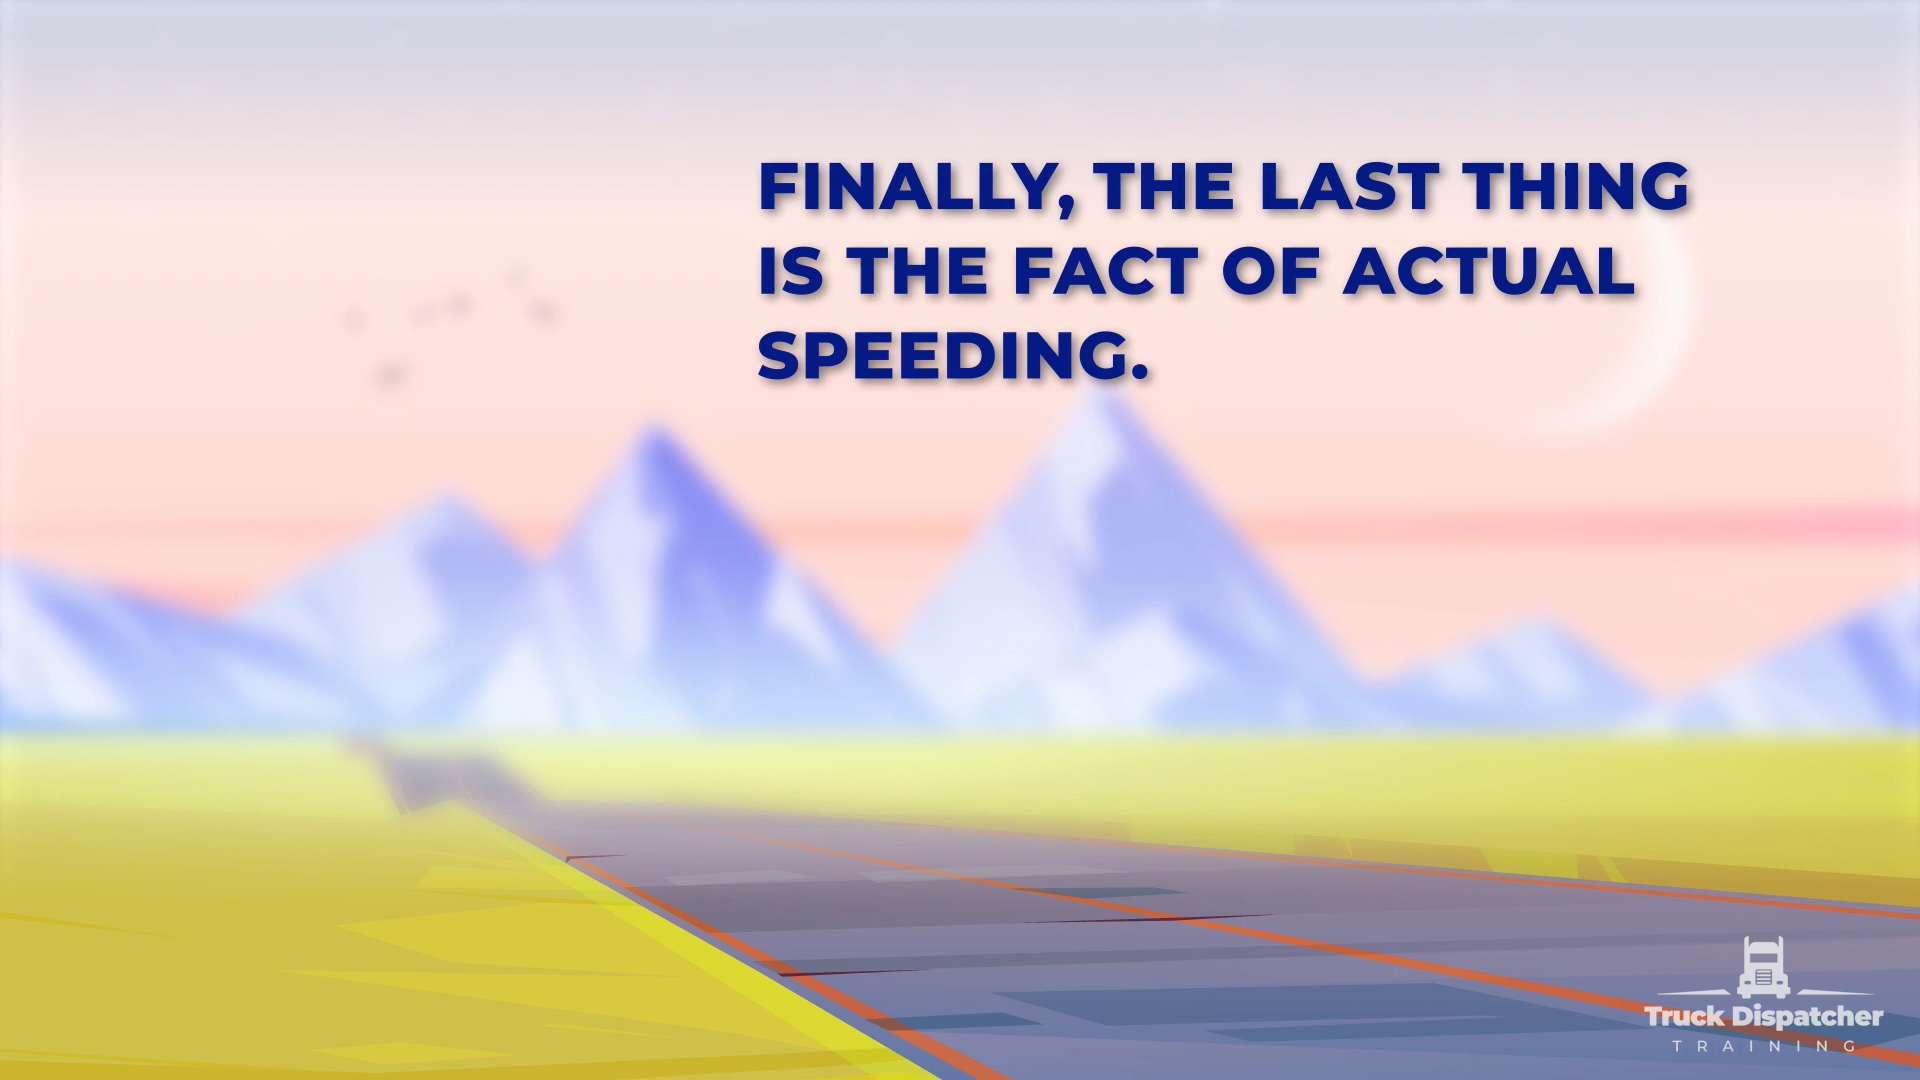 FINALLY, THE LAST THING
IS THE FACT OF ACTUAL
SPEEDING.
Truck Dispatcher
TRAINING